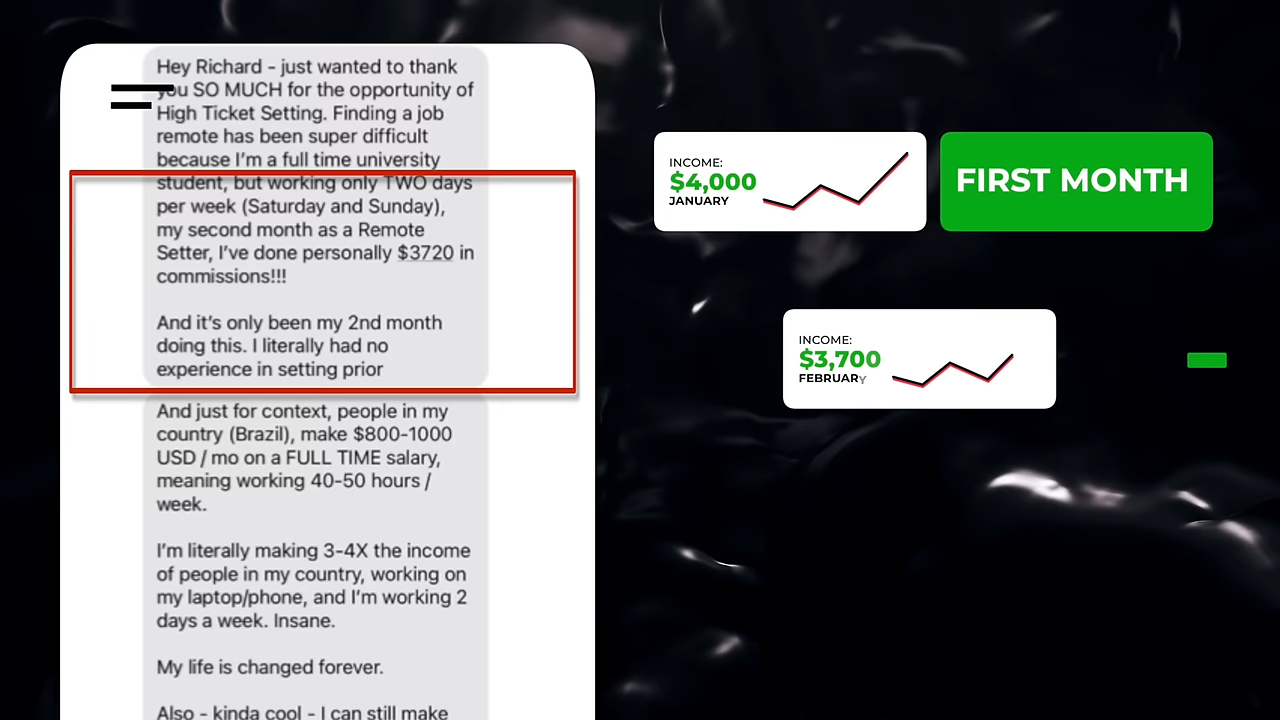 Hey Richard - just wanted to thank
you SO MUCH for the opportunity of
High Ticket Setting. Finding a job
remote has been super difficult
because I'm a full time university
student, but working only TWO days
per week (Saturday and Sunday),
my second month as a Remote
Setter, I've done personally $3720 in
commissions!!!
And it's only been my 2nd month
doing this. I literally had no
experience in setting prior
And just for context, people in my
country (Brazil), make $800-1000
USD / mo on a FULL TIME salary,
meaning working 40-50 hours /
week.
I'm literally making 3-4X the income
of people in my country, working on
my laptop/phone, and I'm working 2
days a week. Insane.
My life is changed forever.
Also - kinda cool - I can still make
INCOME:
$4,000
JANUARY
FIRST MONTH
INCOME:
$3,700
FEBRUARY